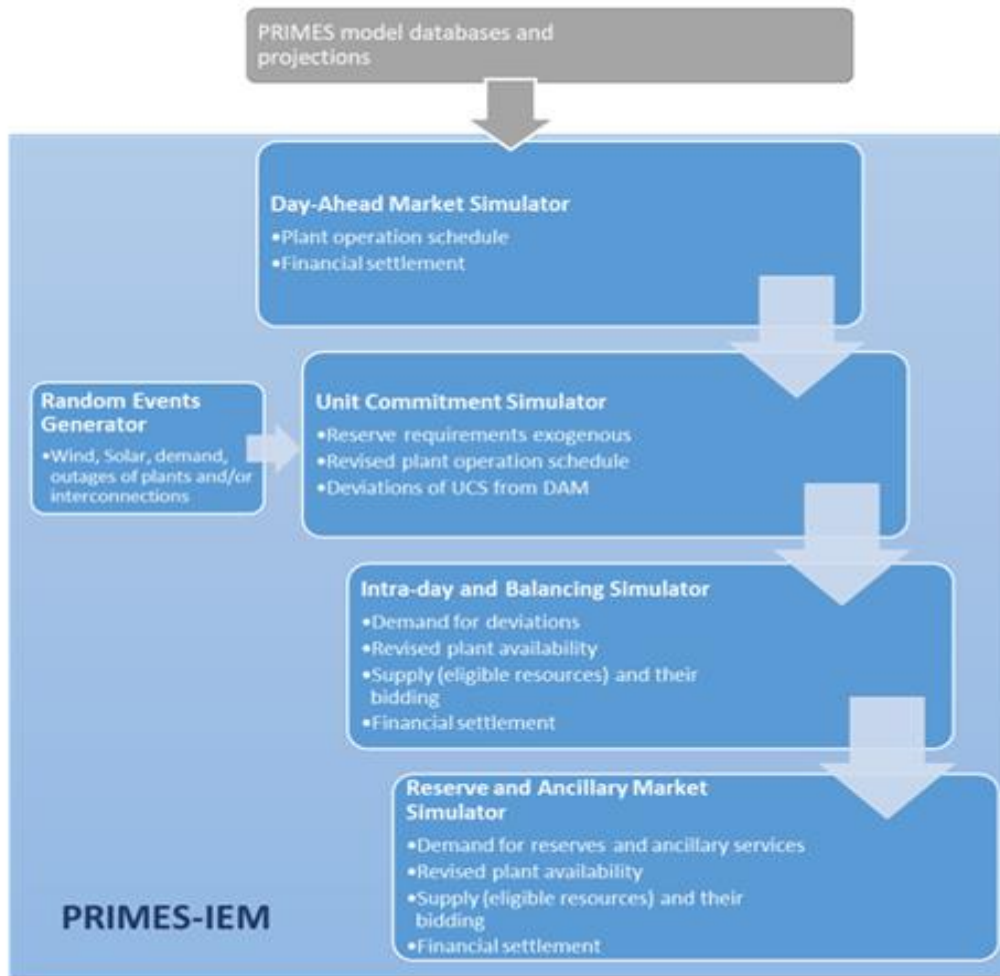 PRIMES model databases and
projections
Day-Ahead Market Simulator
•Plant operation schedule
•Financial settlement
Random Events
Generator
•Wind, Solar, demand,
outages of plants and/or
interconnections
Unit Commitment Simulator
•Reserve requirements exogenous
•Revised plant operation schedule
•Deviations of UCS from DAM
Intra-day and Balancing Simulator
•Demand for deviations
•Revised plant availability
•Supply (eligible resources) and their
bidding
•Financial settlement
Reserve and Ancillary Market
Simulator
•Demand for reserves and ancillary services
•Revised plant availability
•Supply (eligible resources) and their
bidding
•Financial settlement
PRIMES-IEM